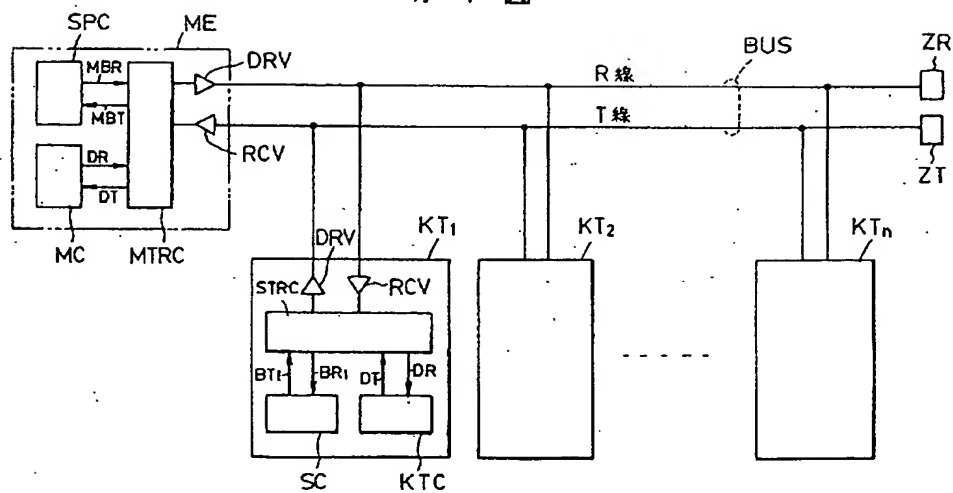 SPC
ME
DRV
BUS
ZR
MBR
R線
MBT
T線
DR
RCV
ZT
DT
MC
MTRC
DRV
KT₁
KT₂
KTn
STRC
RCV
BT₁
BR₁
DT
DR
SC
KTC